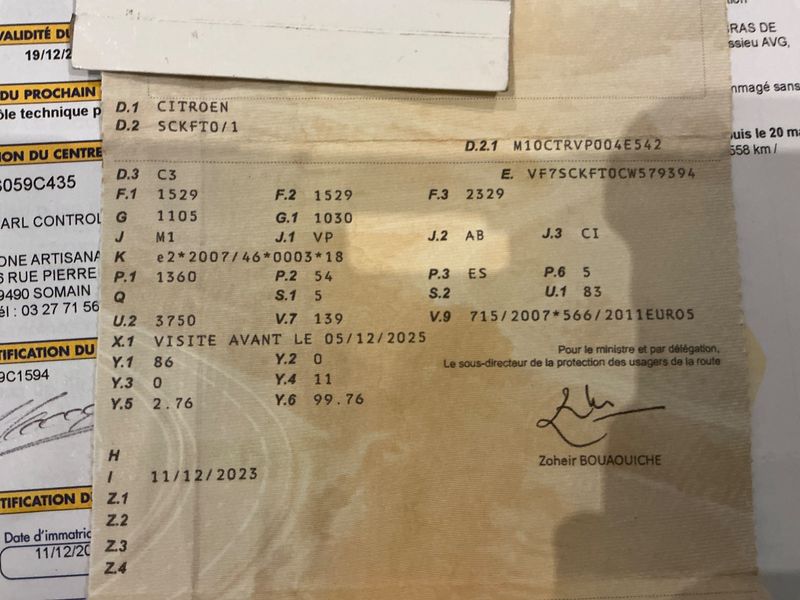 VALIDITÉ DU
19/12/2
DU PROCHAIN
ôle technique p
ION DU CENTRE
S059C435
ARL CONTROL
ONE ARTISANA
6 RUE PIERRE
9490 SOMAIN
él : 03 27 71 56
TIFICATION DU
9C1594
TIFICATION D
Date d'immatric
11/12/20
D.1 CITROEN
D.2 SCKFT0/1
D.2.1 M10CTRVP004E542
D.3 C3
E. VF7SCKFT0CW579394
F.1 1529 F.2 1529 F.3 2329
G 1105 G.1 1030
J M1 J.1 VP J.2 AB J.3 CI
K e2*2007/46*0003*18
P.1 1360 P.2 54 P.3 ES P.6 5
Q S.1 5 S.2 U.1 83
U.2 3750 V.7 139 V.9 715/2007*566/2011EURO5
X.1 VISITE AVANT LE 05/12/2025
Y.1 86 Y.2 0
Y.3 0 Y.4 11
Y.5 2.76 Y.6 99.76
Pour le ministre et par délégation,
Le sous-directeur de la protection des usagers de la route
Zoheir BOUAOUICHE
H
I 11/12/2023
Z.1
Z.2
Z.3
Z.4
RAS DE
ssieu AVG,
mmagé sans
uis le 20 ma
558 km /